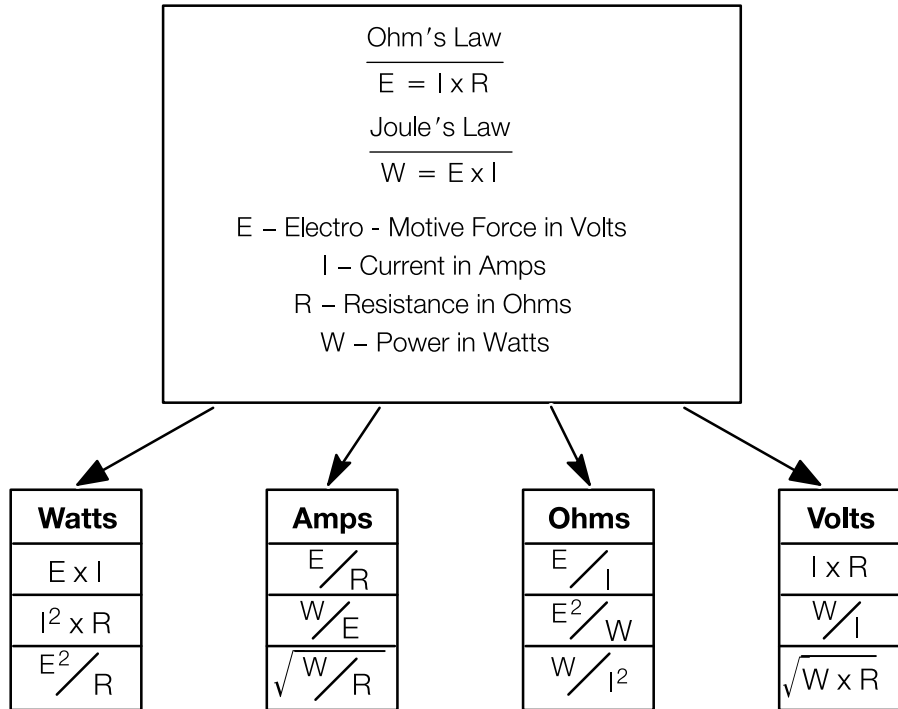 Ohm's Law
E = I x R
Joule's Law
W = E x I
E – Electro - Motive Force in Volts
I – Current in Amps
R – Resistance in Ohms
W – Power in Watts
Watts
E x I
I² x R
E²/R
Amps
E/R
W/E
√W/R
Ohms
E/I
E²/W
W/I²
Volts
I x R
W/I
√W x R